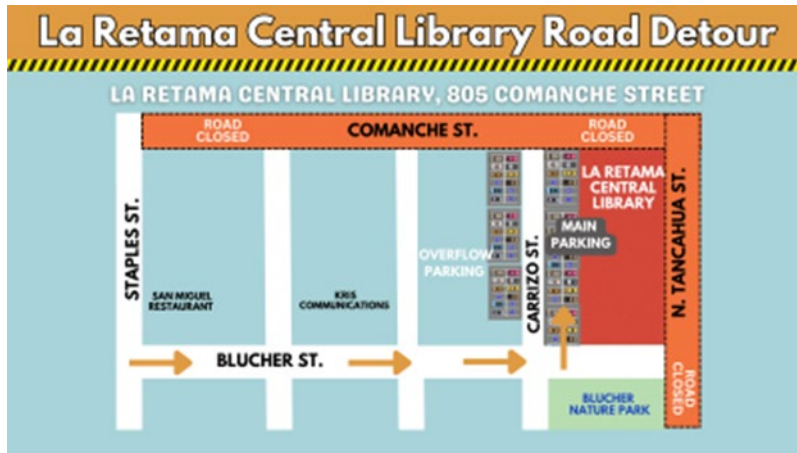 La Retama Central Library Road Detour
LA RETAMA CENTRAL LIBRARY, 805 COMANCHE STREET
ROAD
CLOSED
COMANCHE ST.
ROAD
CLOSED
LA RETAMA
CENTRAL
LIBRARY
MAIN
PARKING
OVERFLOW
PARKING
STAPLES ST.
CARRIZO ST.
N. TANCAHUA ST.
SAN MIGUEL
RESTAURANT
KRIS
COMMUNICATIONS
BLUCHER ST.
ROAD
CLOSED
BLUCHER
NATURE PARK